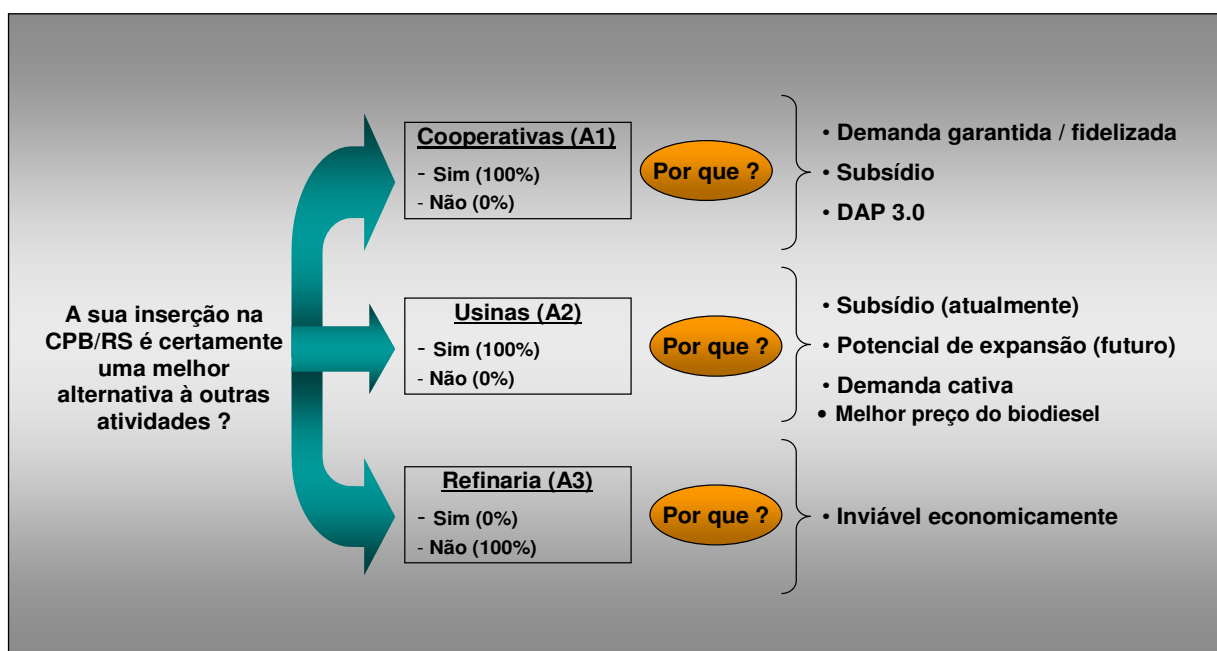 A sua inserção na
CPB/RS é certamente
uma melhor
alternativa à outras
atividades ?
Cooperativas (A1)
- Sim (100%)
- Não (0%)
Por que ?
• Demanda garantida / fidelizada
• Subsídio
• DAP 3.0
Usinas (A2)
- Sim (100%)
- Não (0%)
Por que ?
• Subsídio (atualmente)
• Potencial de expansão (futuro)
• Demanda cativa
• Melhor preço do biodiesel
Refinaria (A3)
- Sim (0%)
- Não (100%)
Por que ?
• Inviável economicamente